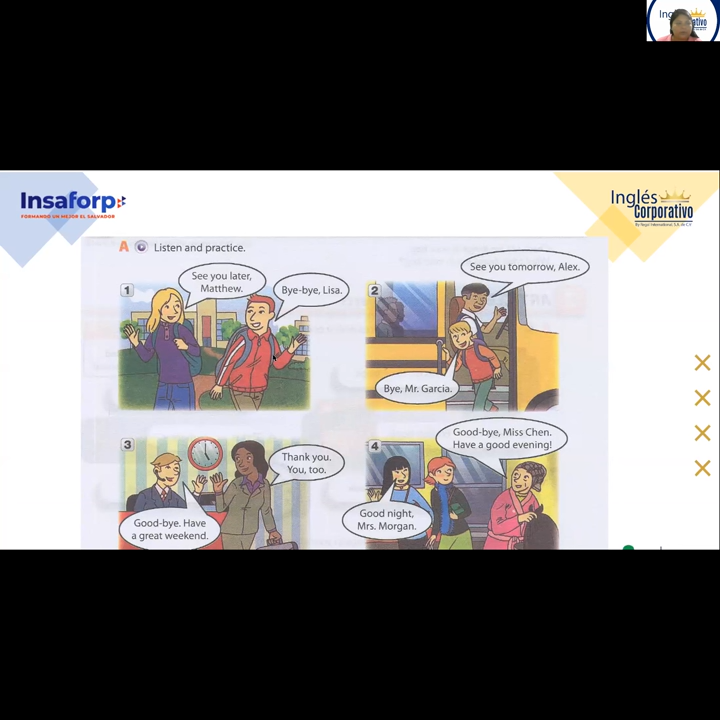 Insaforp
FORMANDO UN MEJOR EL SALVADOR
Inglés
Corporativo
A Listen and practice.
1
See you later,
Matthew.
Bye-bye, Lisa.
2
See you tomorrow, Alex.
Bye, Mr. Garcia.
3
Thank you.
You, too.
Good-bye. Have
a great weekend.
4
Good-bye, Miss Chen.
Have a good evening!
Good night,
Mrs. Morgan.